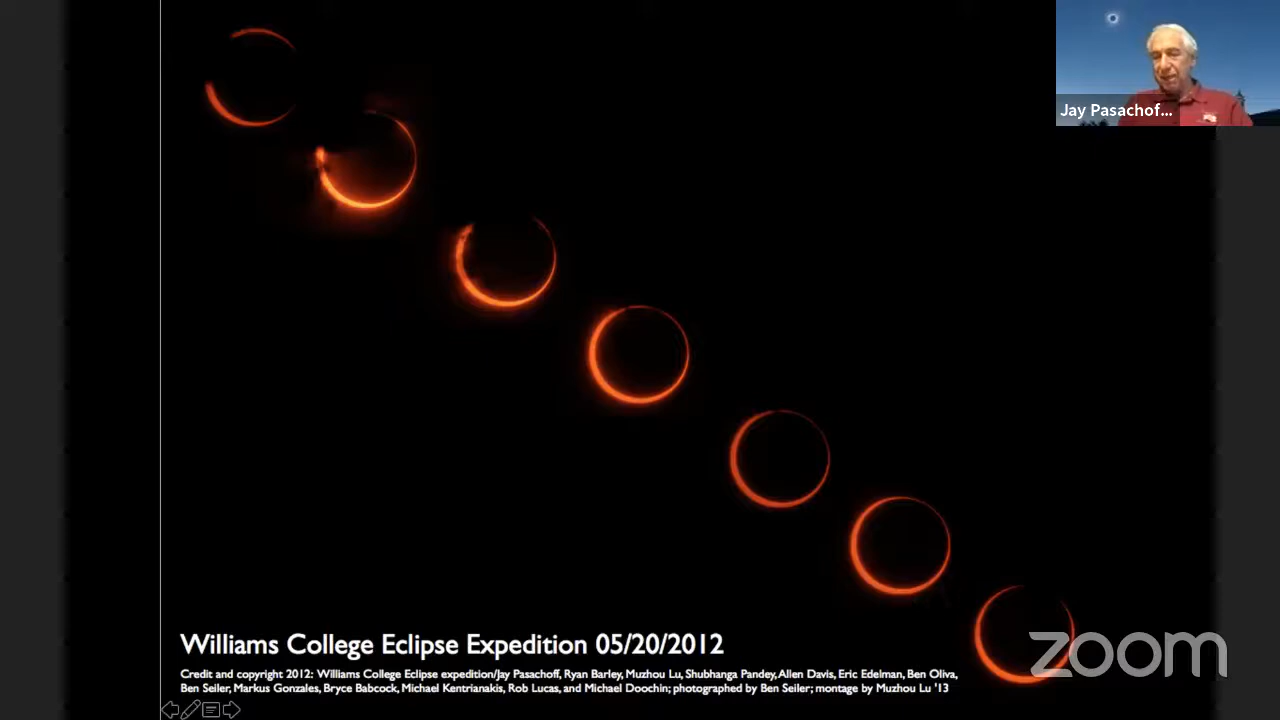 Jay Pasachof...
Williams College Eclipse Expedition 05/20/2012
Credit and copyright 2012: Williams College Eclipse expedition/Jay Pasachoff, Ryan Barley, Muzhou Lu, Shubhanga Pandey, Allen Davis, Eric Edelman, Ben Oliva,
Ben Seiler, Markus Gonzales, Bryce Babcock, Michael Kentrianakis, Rob Lucas, and Michael Doochin; photographed by Ben Seiler; montage by Muzhou Lu '13
zoom